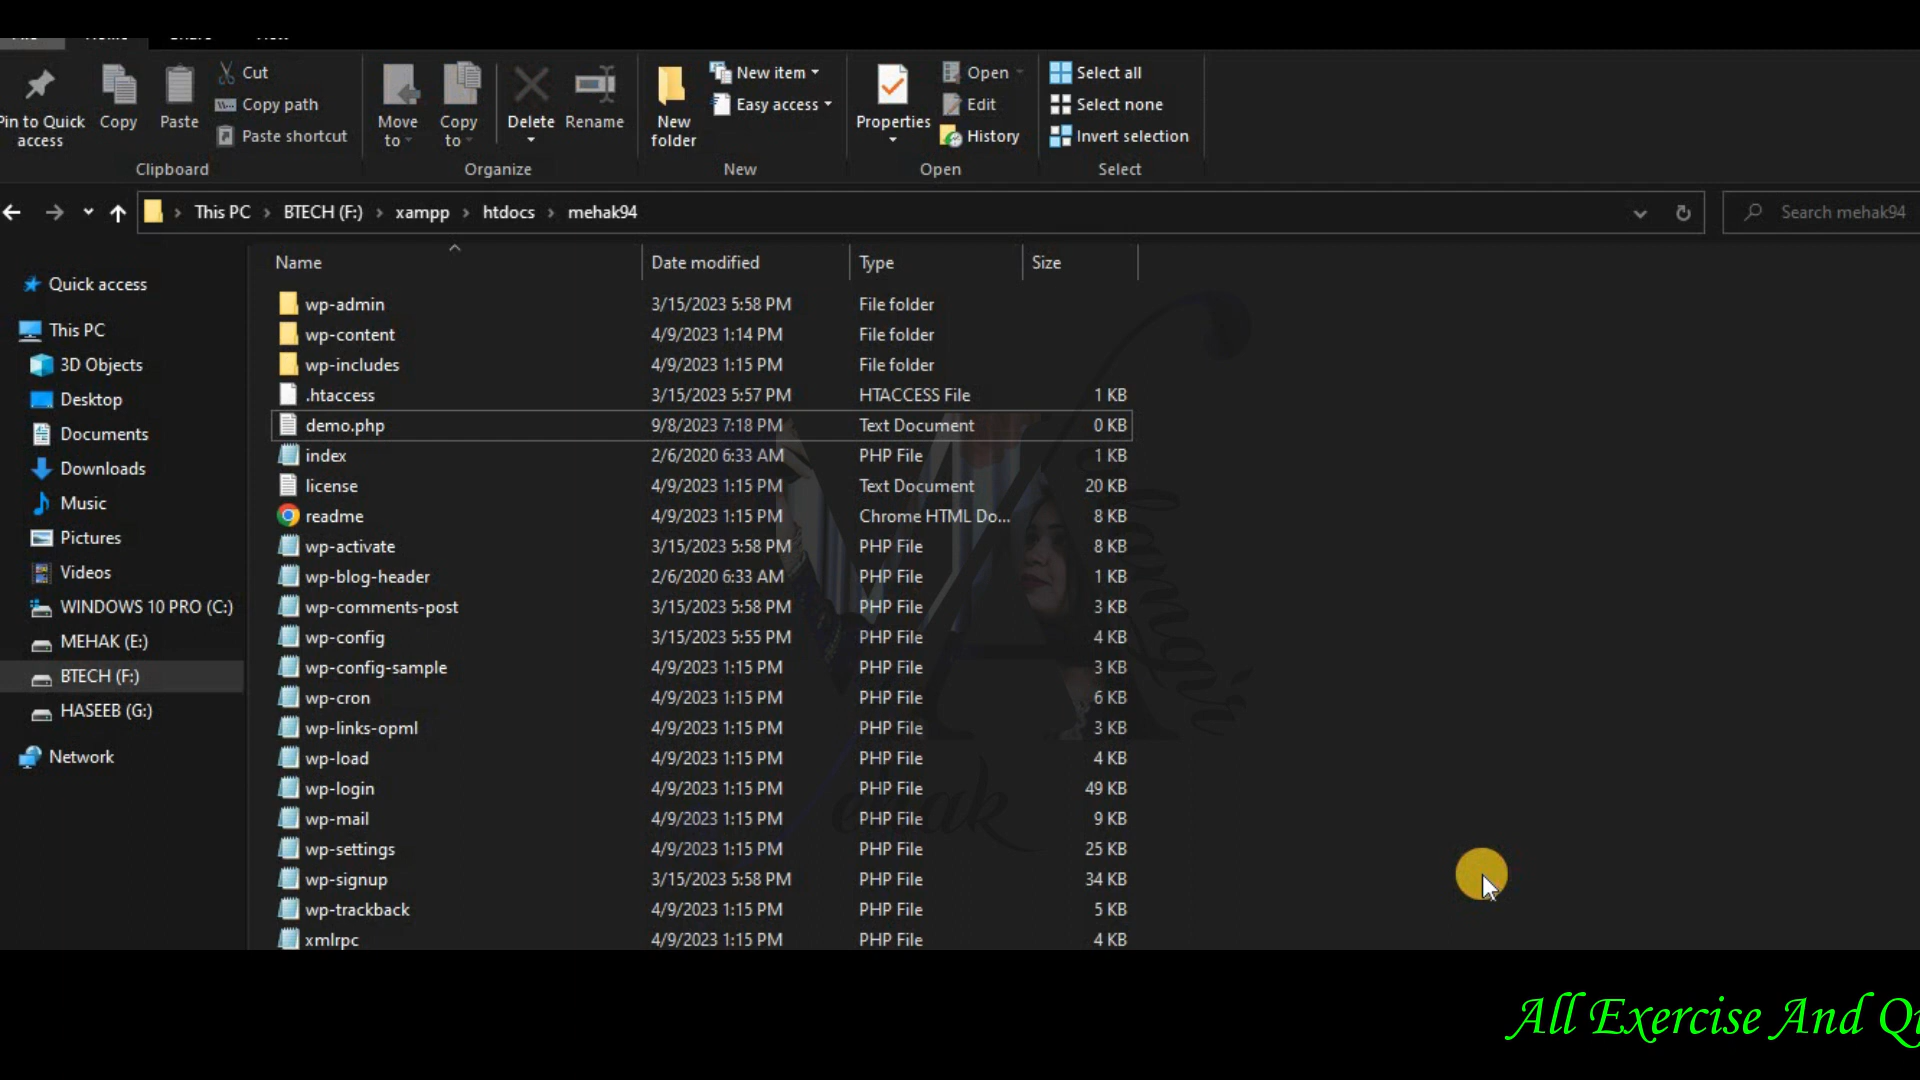 Pin to Quick access
Copy
Paste
Cut
Copy path
Paste shortcut
Clipboard
Move to
Copy to
Delete
Rename
Organize
New folder
New item
Easy access
New
Properties
Open
Edit
History
Open
Select all
Select none
Invert selection
Select
This PC > BTECH (F:) > xampp > htdocs > mehak94
Search mehak94
Name Date modified Type Size
Quick access
This PC
3D Objects
Desktop
Documents
Downloads
Music
Pictures
Videos
WINDOWS 10 PRO (C:)
MEHAK (E:)
BTECH (F:)
HASEEB (G:)
Network
wp-admin 3/15/2023 5:58 PM File folder
wp-content 4/9/2023 1:14 PM File folder
wp-includes 4/9/2023 1:15 PM File folder
.htaccess 3/15/2023 5:57 PM HTACCESS File 1 KB
demo.php 9/8/2023 7:18 PM Text Document 0 KB
index 2/6/2020 6:33 AM PHP File 1 KB
license 4/9/2023 1:15 PM Text Document 20 KB
readme 4/9/2023 1:15 PM Chrome HTML Do... 8 KB
wp-activate 3/15/2023 5:58 PM PHP File 8 KB
wp-blog-header 2/6/2020 6:33 AM PHP File 1 KB
wp-comments-post 3/15/2023 5:58 PM PHP File 3 KB
wp-config 3/15/2023 5:55 PM PHP File 4 KB
wp-config-sample 4/9/2023 1:15 PM PHP File 3 KB
wp-cron 4/9/2023 1:15 PM PHP File 6 KB
wp-links-opml 4/9/2023 1:15 PM PHP File 3 KB
wp-load 4/9/2023 1:15 PM PHP File 4 KB
wp-login 4/9/2023 1:15 PM PHP File 49 KB
wp-mail 4/9/2023 1:15 PM PHP File 9 KB
wp-settings 4/9/2023 1:15 PM PHP File 25 KB
wp-signup 3/15/2023 5:58 PM PHP File 34 KB
wp-trackback 4/9/2023 1:15 PM PHP File 5 KB
xmlrpc 4/9/2023 1:15 PM PHP File 4 KB
All Exercise And